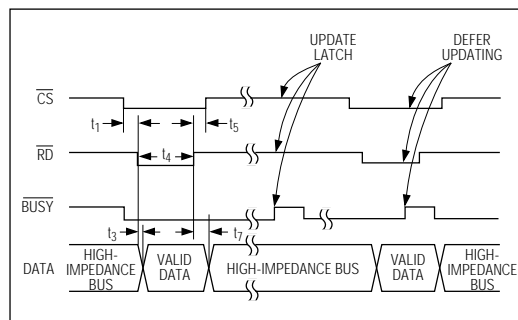 UPDATE
LATCH
DEFER
UPDATING
CS
t1
t5
RD
t4
BUSY
t3
t7
DATA
HIGH-
IMPEDANCE
BUS
VALID
DATA
HIGH-IMPEDANCE BUS
VALID
DATA
HIGH-
IMPEDANCE
BUS